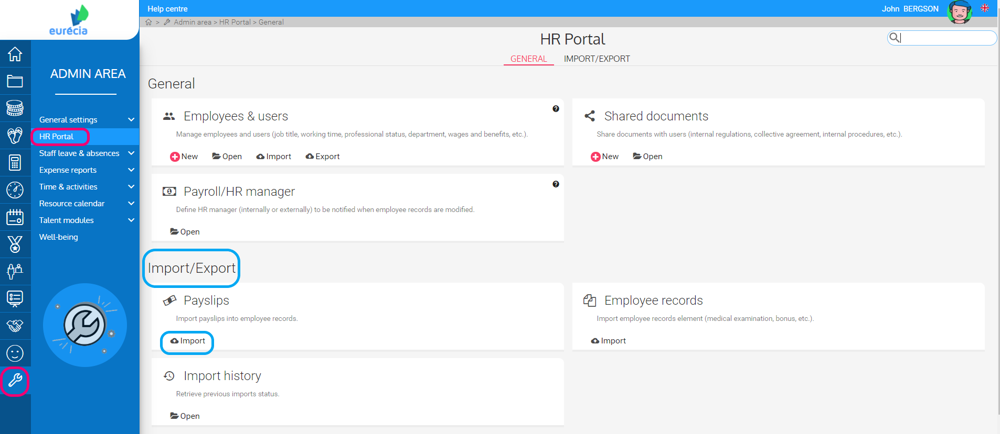 eurécia
Help centre
John BERGSON
> Admin area > HR Portal > General
HR Portal
GENERAL
IMPORT/EXPORT
ADMIN AREA
General settings
HR Portal
Staff leave & absences
Expense reports
Time & activities
Resource calendar
Talent modules
Well-being
General
Employees & users
Manage employees and users (job title, working time, professional status, department, wages and benefits, etc.).
New
Open
Import
Export
Shared documents
Share documents with users (internal regulations, collective agreement, internal procedures, etc.).
New
Open
Payroll/HR manager
Define HR manager (internally or externally) to be notified when employee records are modified.
Open
Import/Export
Payslips
Import payslips into employee records.
Import
Employee records
Import employee records element (medical examination, bonus, etc.).
Import
Import history
Retrieve previous imports status.
Open